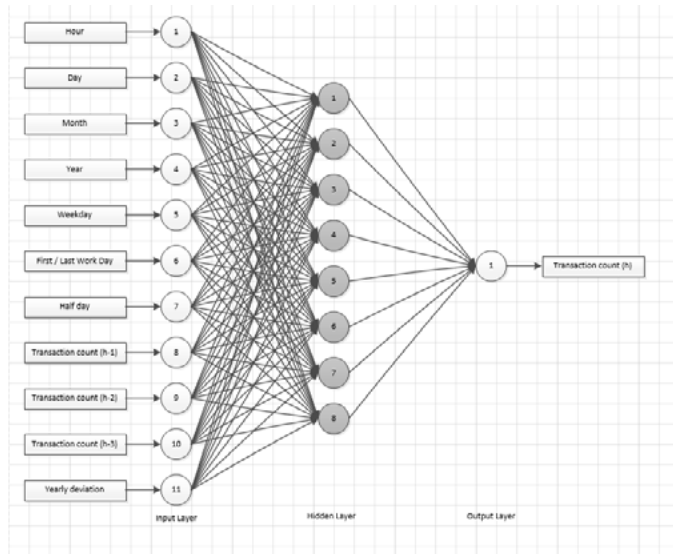 Hour
1
Day
2
Month
3
Year
4
Weekday
5
First / Last Work Day
6
Half day
7
Transaction count (h-1)
8
Transaction count (h-2)
9
Transaction count (h-3)
10
Yearly deviation
11
Input Layer
1
2
3
4
5
6
7
8
Hidden Layer
1
Transaction count (h)
Output Layer